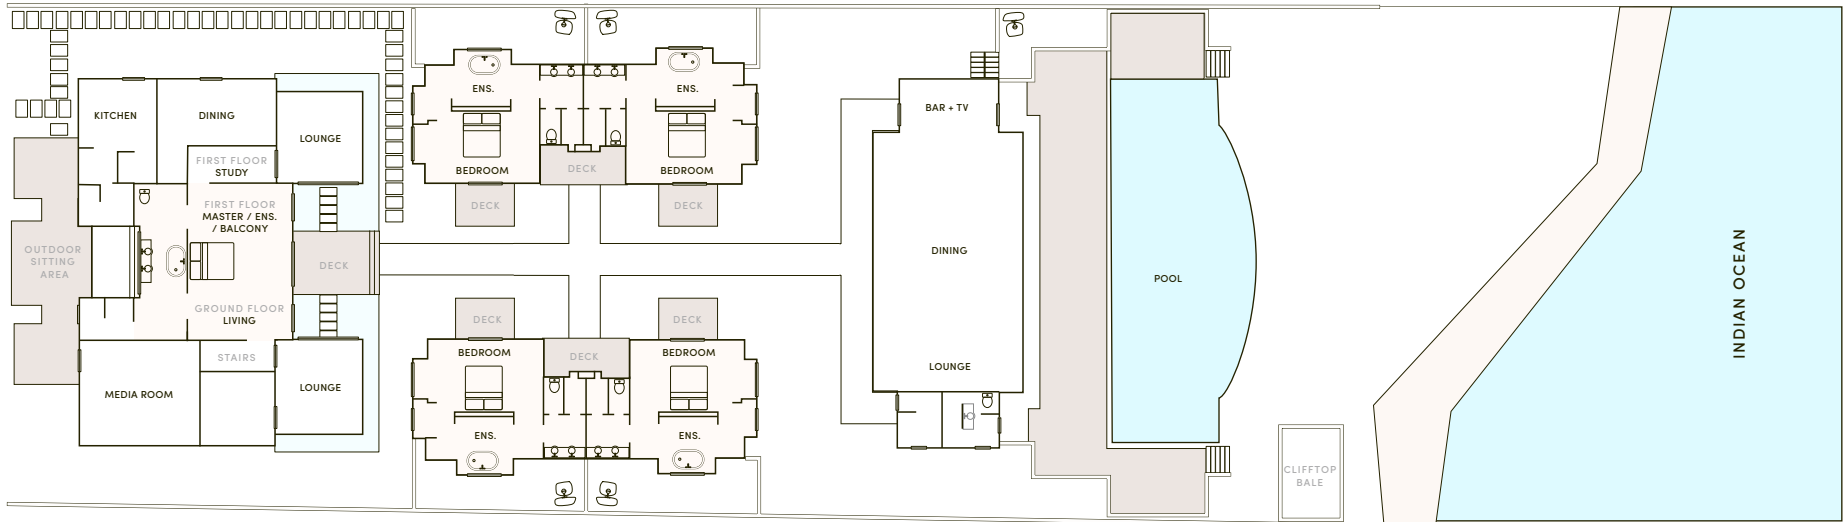 KITCHEN
DINING
LOUNGE
FIRST FLOOR
STUDY
FIRST FLOOR
MASTER / ENS.
/ BALCONY
OUTDOOR
SITTING
AREA
DECK
GROUND FLOOR
LIVING
STAIRS
MEDIA ROOM
LOUNGE
ENS.
BEDROOM
DECK
DECK
ENS.
BEDROOM
DECK
DECK
BEDROOM
ENS.
DECK
DECK
BEDROOM
ENS.
BAR + TV
DINING
LOUNGE
POOL
CLIFFTOP
BALE
INDIAN OCEAN